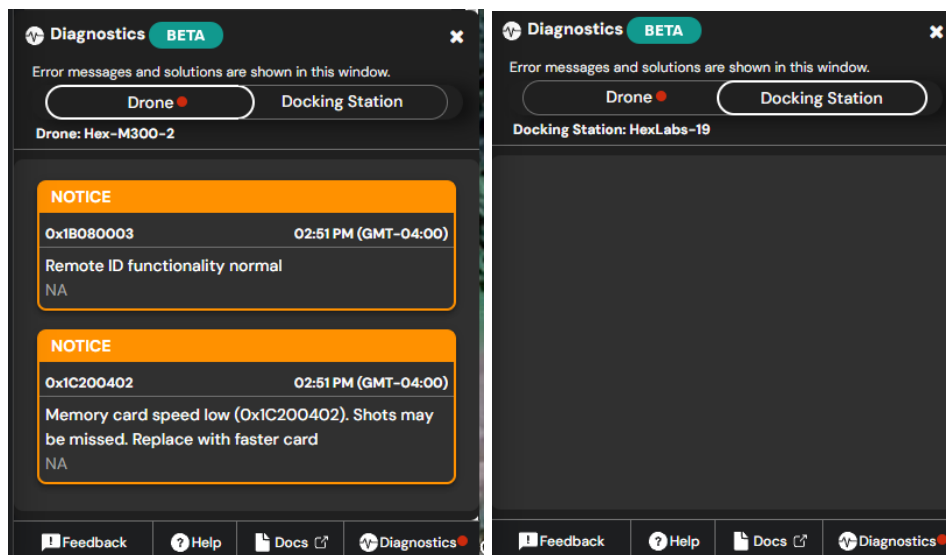 Diagnostics BETA
Error messages and solutions are shown in this window.
Drone Docking Station
Drone: Hex-M300-2
NOTICE
0x1B080003 02:51 PM (GMT-04:00)
Remote ID functionality normal
NA
NOTICE
0x1C200402 02:51 PM (GMT-04:00)
Memory card speed low (0x1C200402). Shots may
be missed. Replace with faster card
NA
Feedback Help Docs Diagnostics
Diagnostics BETA
Error messages and solutions are shown in this window.
Drone Docking Station
Docking Station: HexLabs-19
Feedback Help Docs Diagnostics